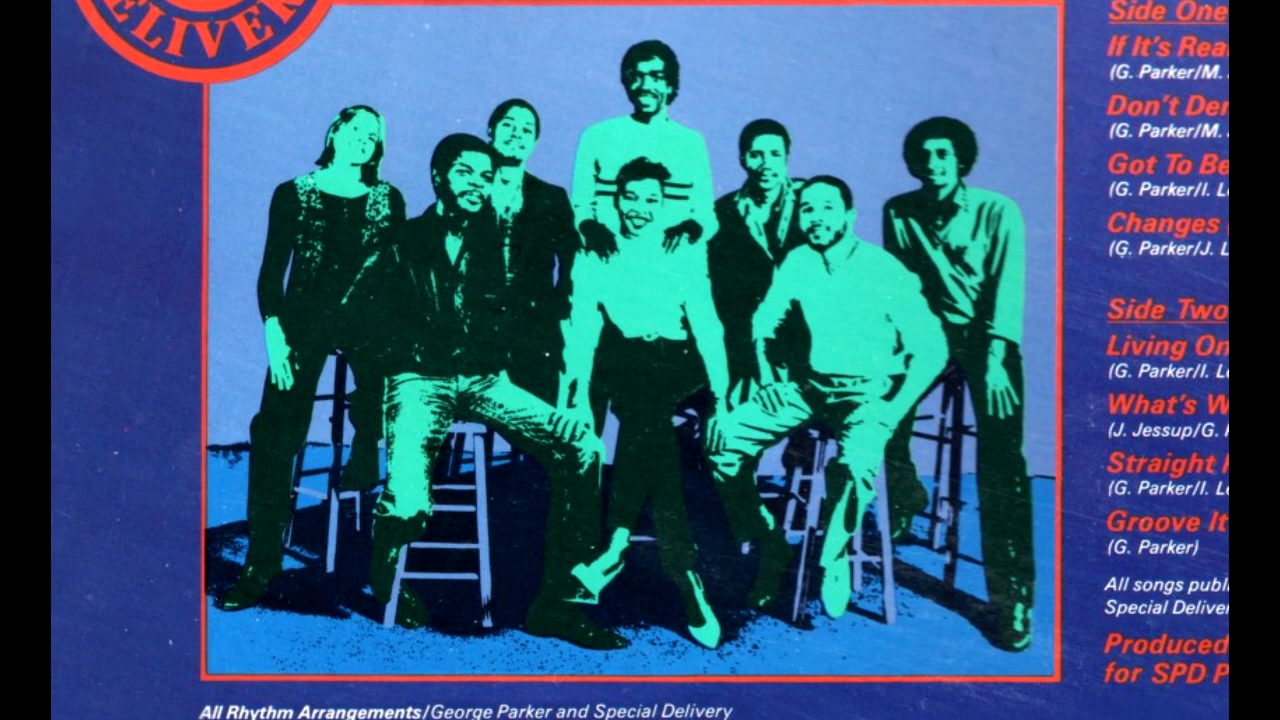 ELIVER
Side One
If It's Rea
(G. Parker/M.
Don't Der
(G. Parker/M.
Got To Be
(G. Parker/I. L
Changes
(G. Parker/J. L
Side Two
Living On
(G. Parker/I. L
What's W
(J. Jessup/G.
Straight
(G. Parker/I. Le
Groove It
(G. Parker)
All songs publ
Special Deliver
Produced
for SPD P
All Rhythm Arrangements/George Parker and Special Delivery